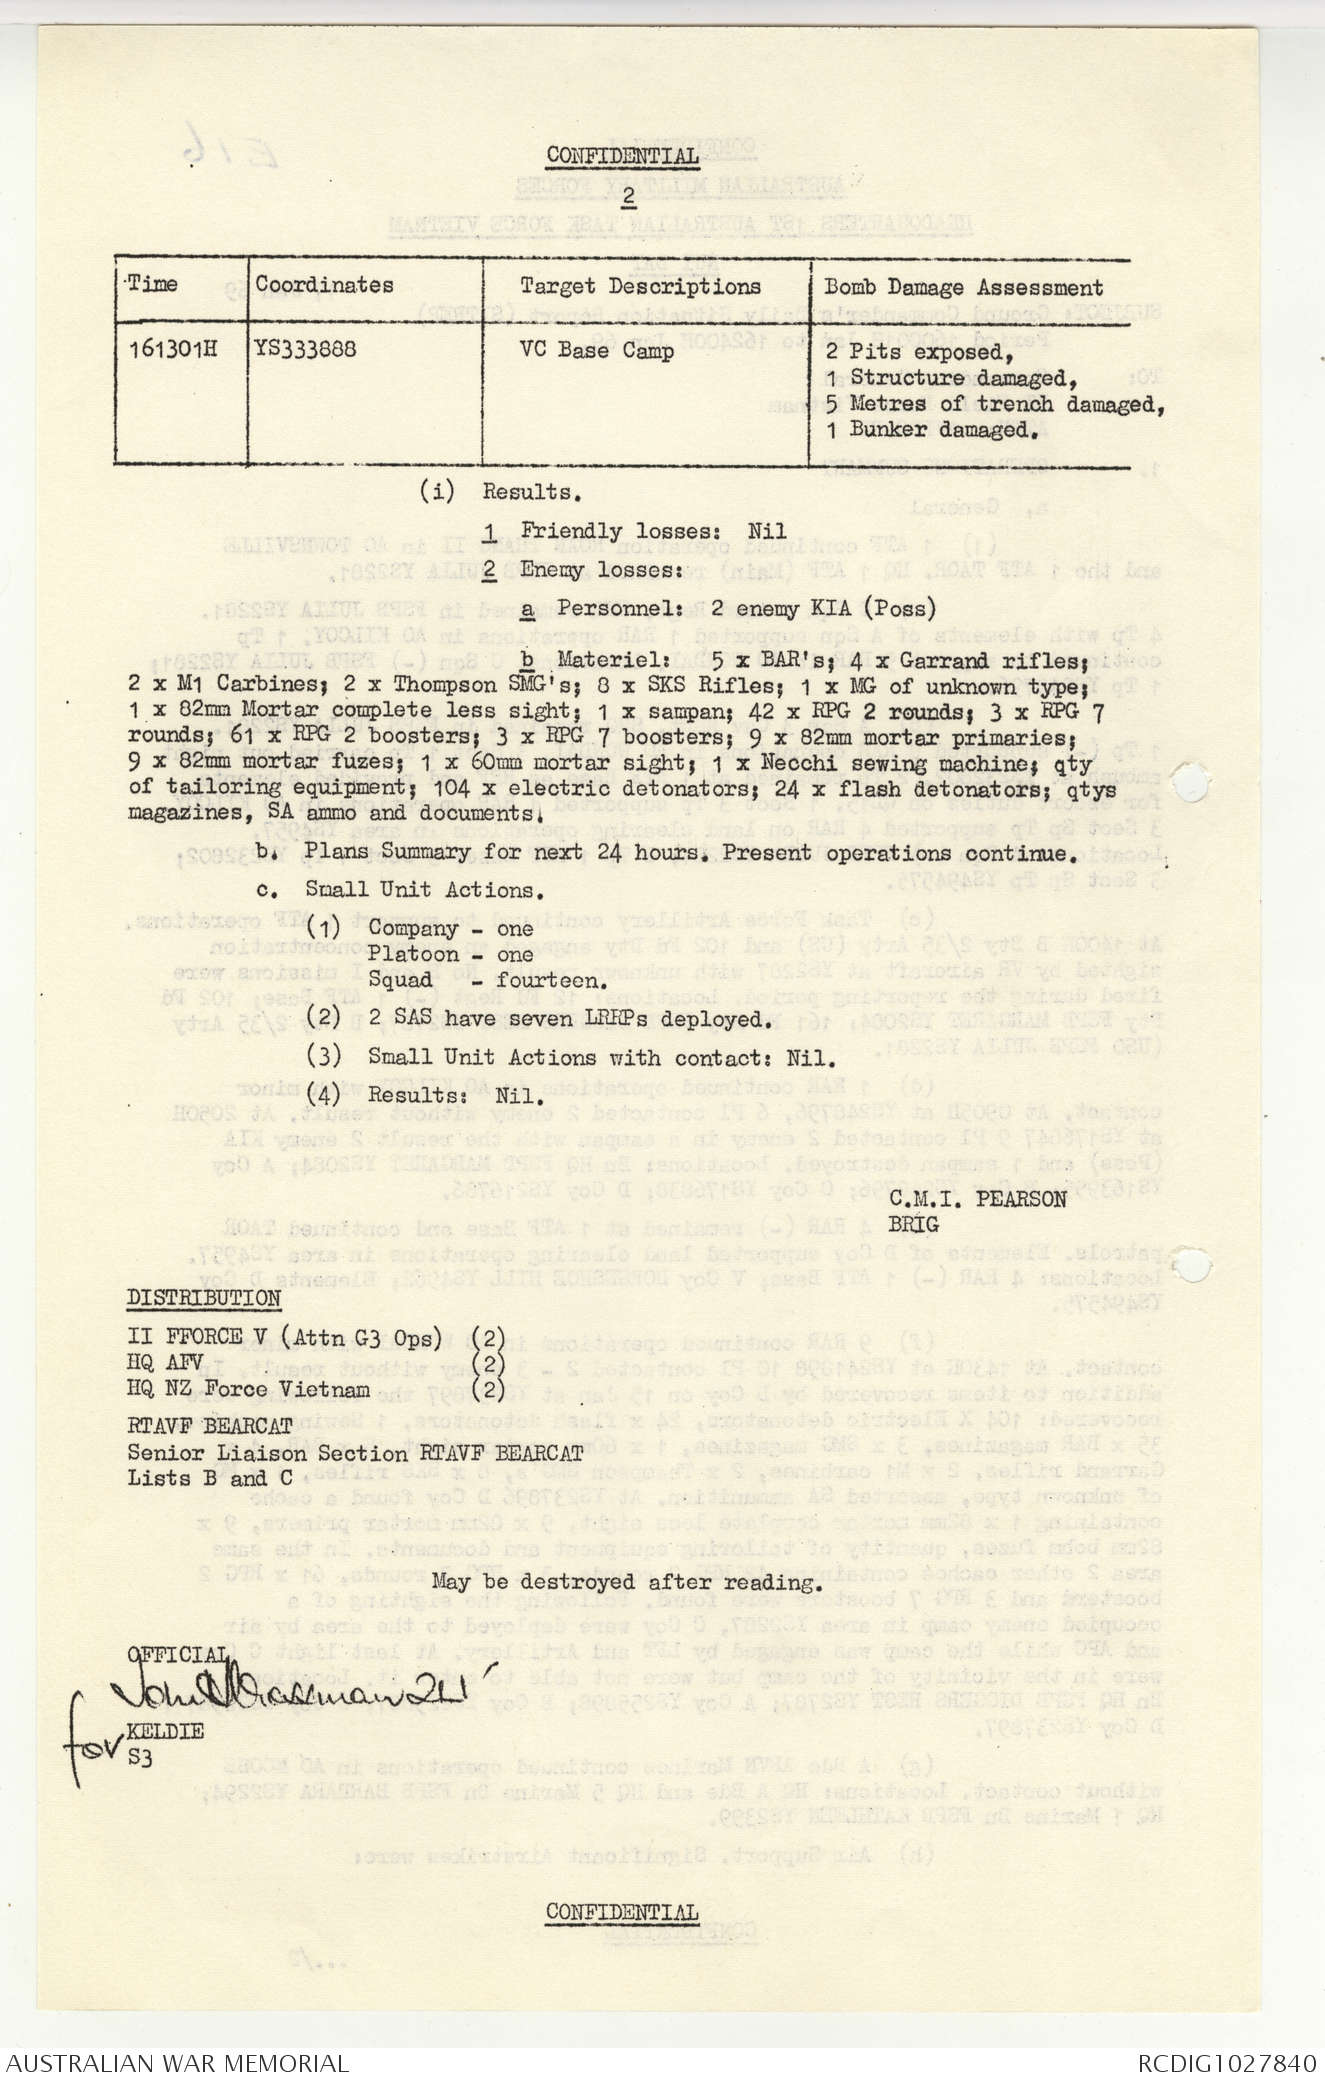 CONFIDENTIAL
2
Time Coordinates Target Descriptions Bomb Damage Assessment
161301H YS333888 VC Base Camp 2 Pits exposed,
1 Structure damaged,
5 Metres of trench damaged,
1 Bunker damaged.
(i) Results.
1 Friendly losses: Nil
2 Enemy losses:
a Personnel: 2 enemy KIA (Poss)
b Materiel: 5 x BAR's; 4 x Garrand rifles;
2 x M1 Carbines; 2 x Thompson SMG's; 8 x SKS Rifles; 1 x MG of unknown type;
1 x 82mm Mortar complete less sight; 1 x sampan; 42 x RPG 2 rounds; 3 x RPG 7
rounds; 61 x RPG 2 boosters; 3 x RPG 7 boosters; 9 x 82mm mortar primaries;
9 x 82mm mortar fuzes; 1 x 60mm mortar sight; 1 x Necchi sewing machine; qty
of tailoring equipment; 104 x electric detonators; 24 x flash detonators; qtys
magazines, SA ammo and documents.
b. Plans Summary for next 24 hours. Present operations continue.
c. Small Unit Actions.
(1) Company - one
Platoon - one
Squad - fourteen.
(2) 2 SAS have seven LRRPs deployed.
(3) Small Unit Actions with contact: Nil.
(4) Results: Nil.
C.M.I. PEARSON
BRIG
DISTRIBUTION
II FFORCE V (Attn G3 Ops) (2)
HQ AFV (2)
HQ NZ Force Vietnam (2)
RTAVF BEARCAT
Senior Liaison Section RTAVF BEARCAT
Lists B and C
May be destroyed after reading.
OFFICIAL
for KELDIE
S3
CONFIDENTIAL
AUSTRALIAN WAR MEMORIAL RCDIG1027840